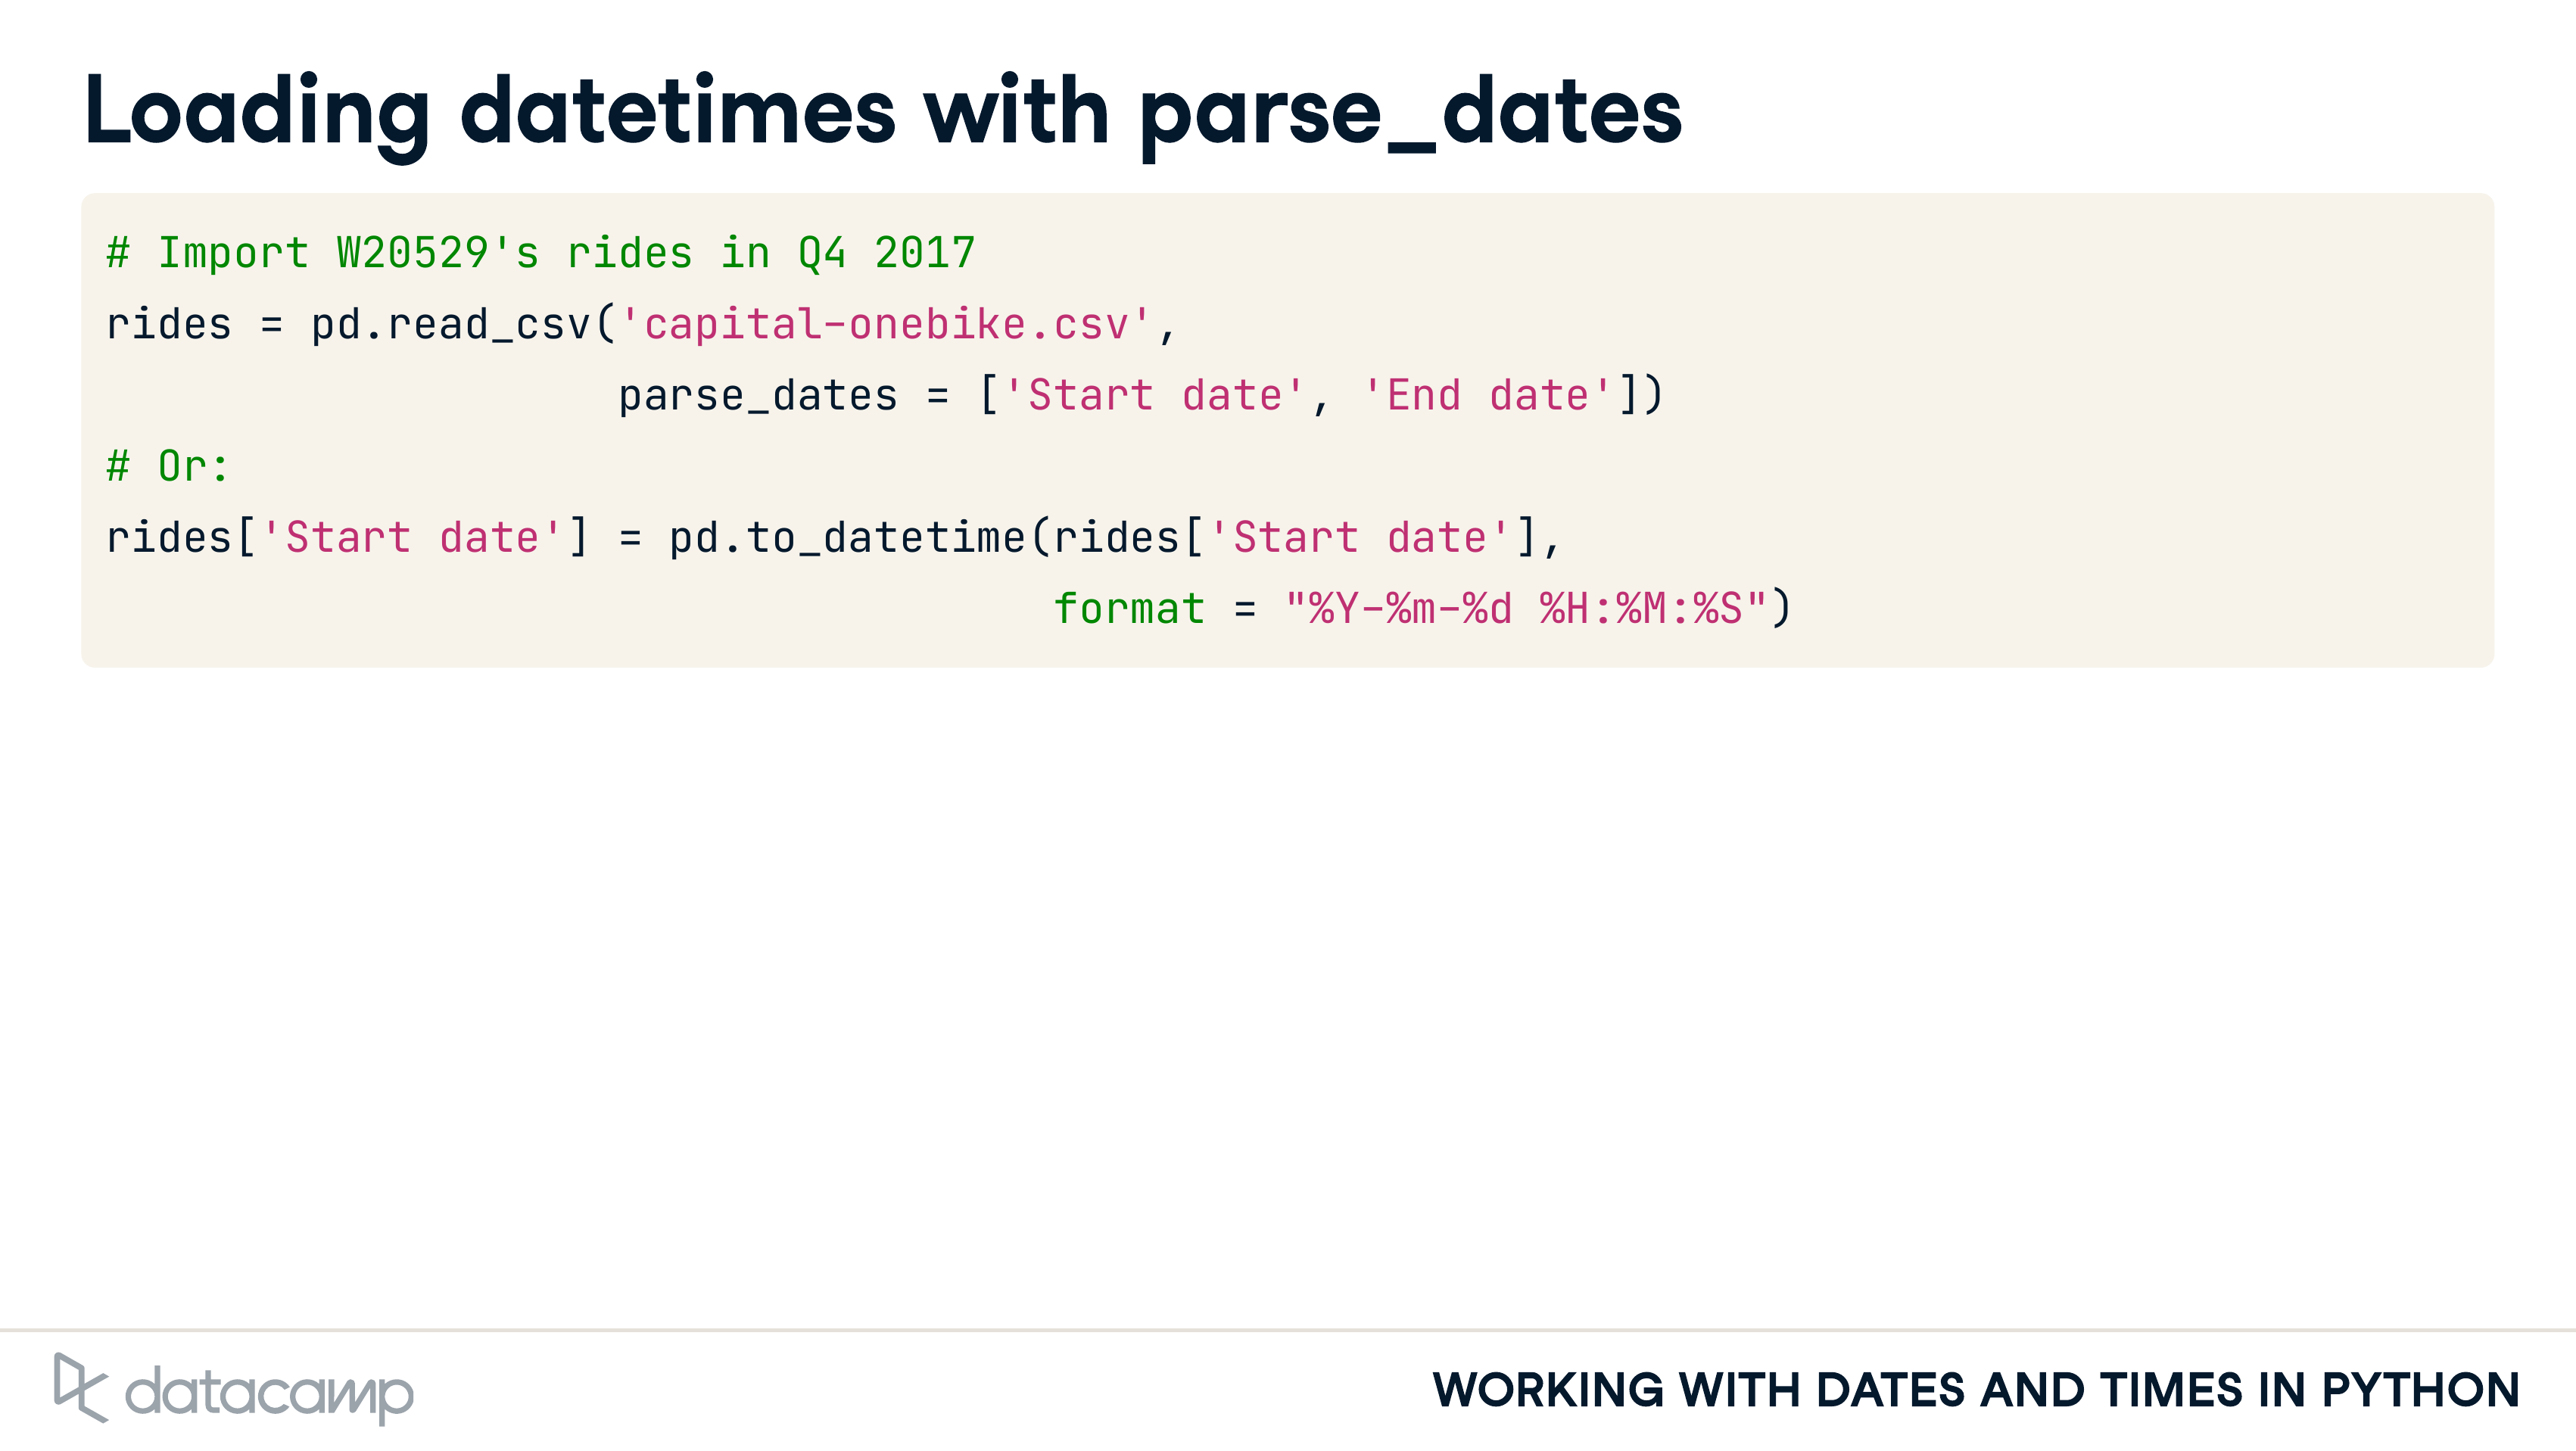 Loading datetimes with parse_dates
# Import W20529's rides in Q4 2017
rides = pd.read_csv('capital-onebike.csv',
                    parse_dates = ['Start date', 'End date'])
# Or:
rides['Start date'] = pd.to_datetime(rides['Start date'],
                                     format = "%Y-%m-%d %H:%M:%S")
datacamp
WORKING WITH DATES AND TIMES IN PYTHON